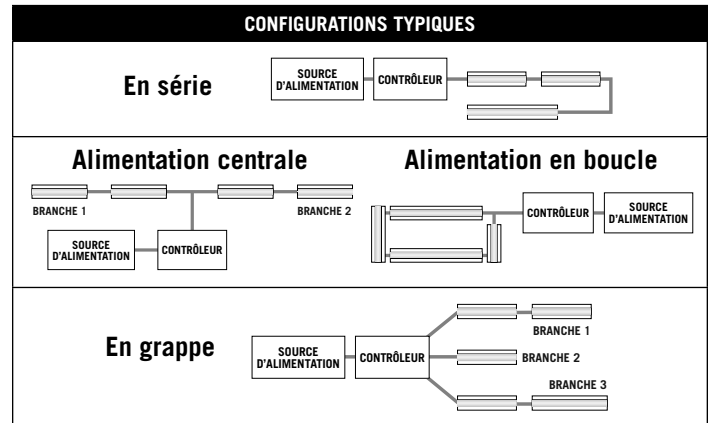 CONFIGURATIONS TYPIQUES
En série
SOURCE
D'ALIMENTATION
CONTRÔLEUR
Alimentation centrale
BRANCHE 1
BRANCHE 2
SOURCE
D'ALIMENTATION
CONTRÔLEUR
Alimentation en boucle
CONTRÔLEUR
SOURCE
D'ALIMENTATION
En grappe
SOURCE
D'ALIMENTATION
CONTRÔLEUR
BRANCHE 1
BRANCHE 2
BRANCHE 3